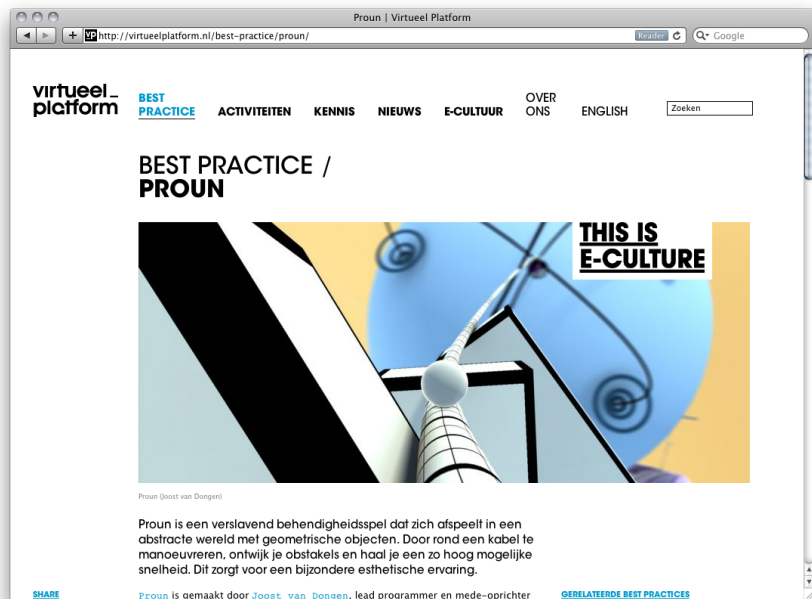 Proun | Virtueel Platform
http://virtueelplatform.nl/best-practice/proun/
Reader
Google
virtueel_
platform
BEST
PRACTICE
ACTIVITEITEN
KENNIS
NIEUWS
E-CULTUUR
OVER
ONS
ENGLISH
Zoeken
BEST PRACTICE /
PROUN
THIS IS
E-CULTURE
Proun (Joost van Dongen)
Proun is een verslavend behendigheidsspel dat zich afspeelt in een
abstracte wereld met geometrische objecten. Door rond een kabel te
manoeuvreren, ontwijk je obstakels en haal je een zo hoog mogelijke
snelheid. Dit zorgt voor een bijzondere esthetische ervaring.
SHARE
Proun is gemaakt door Joost van Dongen, lead programmer en mede-oprichter
GERELATEERDE BEST PRACTICES